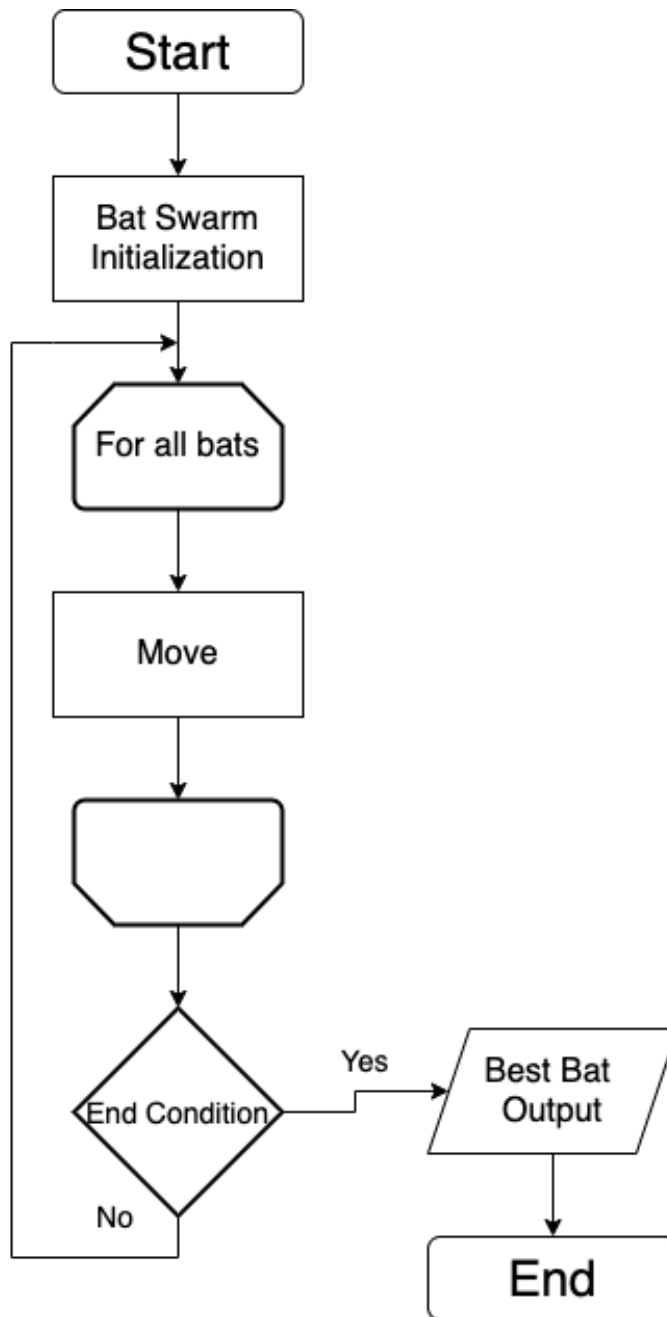 Start
Bat Swarm
Initialization
For all bats
Move
End Condition
Yes
No
Best Bat
Output
End